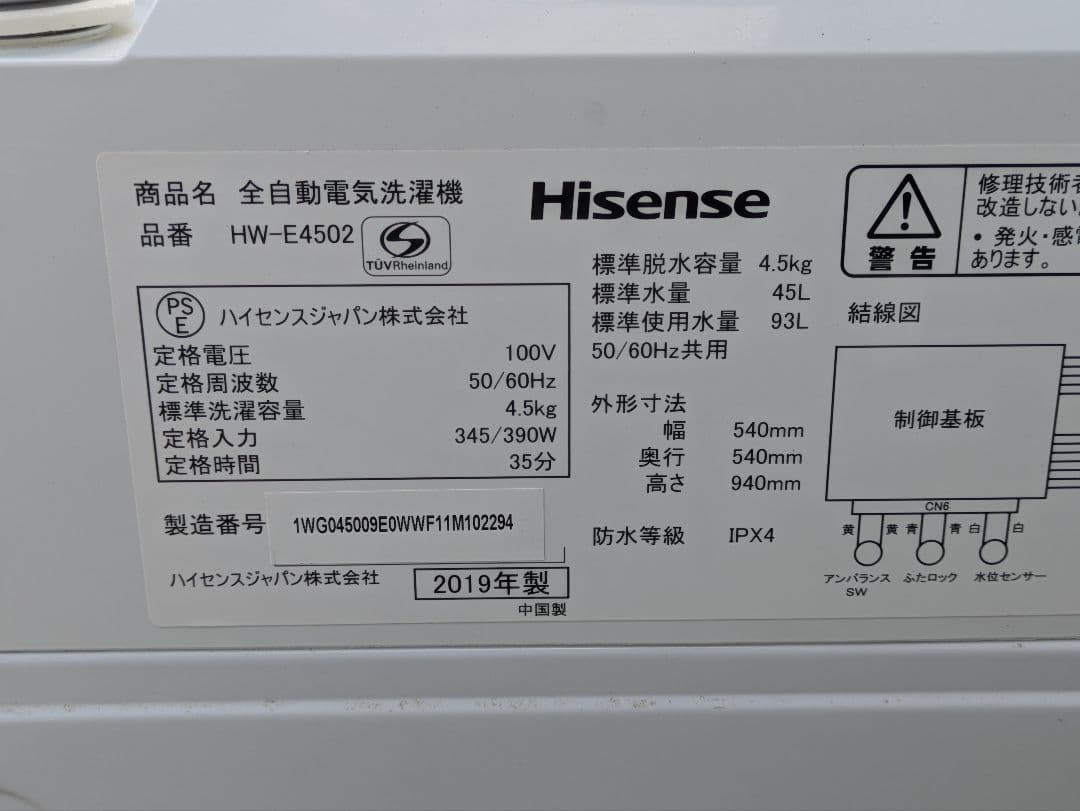 商品名 全自動電気洗濯機
品番 HW-E4502
TÜVRheinland
Hisense
PS
E
ハイセンスジャパン株式会社
定格電圧 100V
定格周波数 50/60Hz
標準洗濯容量 4.5kg
定格入力 345/390W
定格時間 35分
製造番号 1WG045009E0WWF11M102294
ハイセンスジャパン株式会社 2019年製
中国製
標準脱水容量 4.5kg
標準水量 45L
標準使用水量 93L
50/60Hz共用
外形寸法
幅 540mm
奥行 540mm
高さ 940mm
防水等級 IPX4
警告
修理技術者
改造しない
・発火・感電
あります。
結線図
制御基板
CN6
黄 黄 青 青 白 白
アンバランス ふたロック 水位センサー
SW